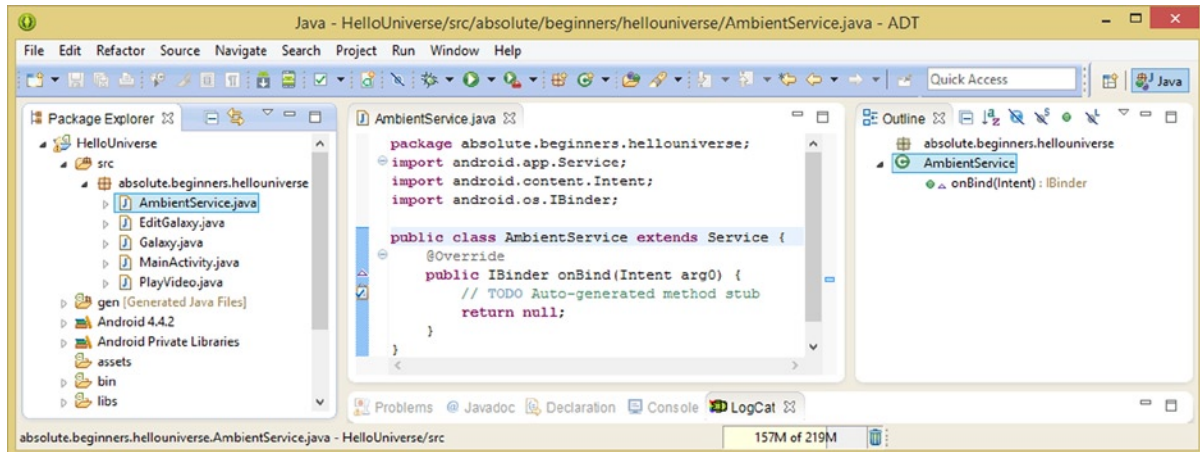 Java - HelloUniverse/src/absolute/beginners/hellouniverse/AmbientService.java - ADT
File Edit Refactor Source Navigate Search Project Run Window Help
Quick Access
Java
Package Explorer
HelloUniverse
src
absolute.beginners.hellouniverse
AmbientService.java
EditGalaxy.java
Galaxy.java
MainActivity.java
PlayVideo.java
gen [Generated Java Files]
Android 4.4.2
Android Private Libraries
assets
bin
libs
AmbientService.java
package absolute.beginners.hellouniverse;
import android.app.Service;
import android.content.Intent;
import android.os.IBinder;
public class AmbientService extends Service {
@Override
public IBinder onBind(Intent arg0) {
// TODO Auto-generated method stub
return null;
}
}
Outline
absolute.beginners.hellouniverse
AmbientService
onBind(Intent) : IBinder
Problems @ Javadoc Declaration Console LogCat
absolute.beginners.hellouniverse.AmbientService.java - HelloUniverse/src
157M of 219M